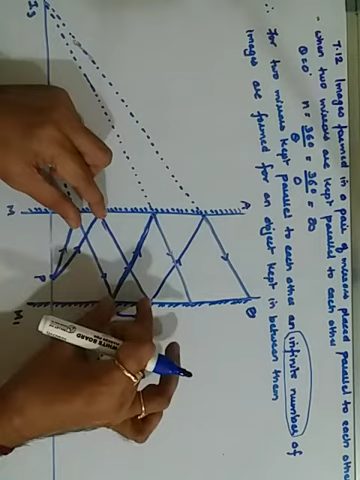 7.12 Images formed in a pair of mirrors placed parallel to each other
- when two mirrors are kept parallel to each other
θ = 0° n = 360/θ = 360/0 = ∞
∴ for two mirrors kept parallel to each other an infinite number of
images are formed for an object kept in between them
I3
M
A
P
M1
B
WHITE BOARD